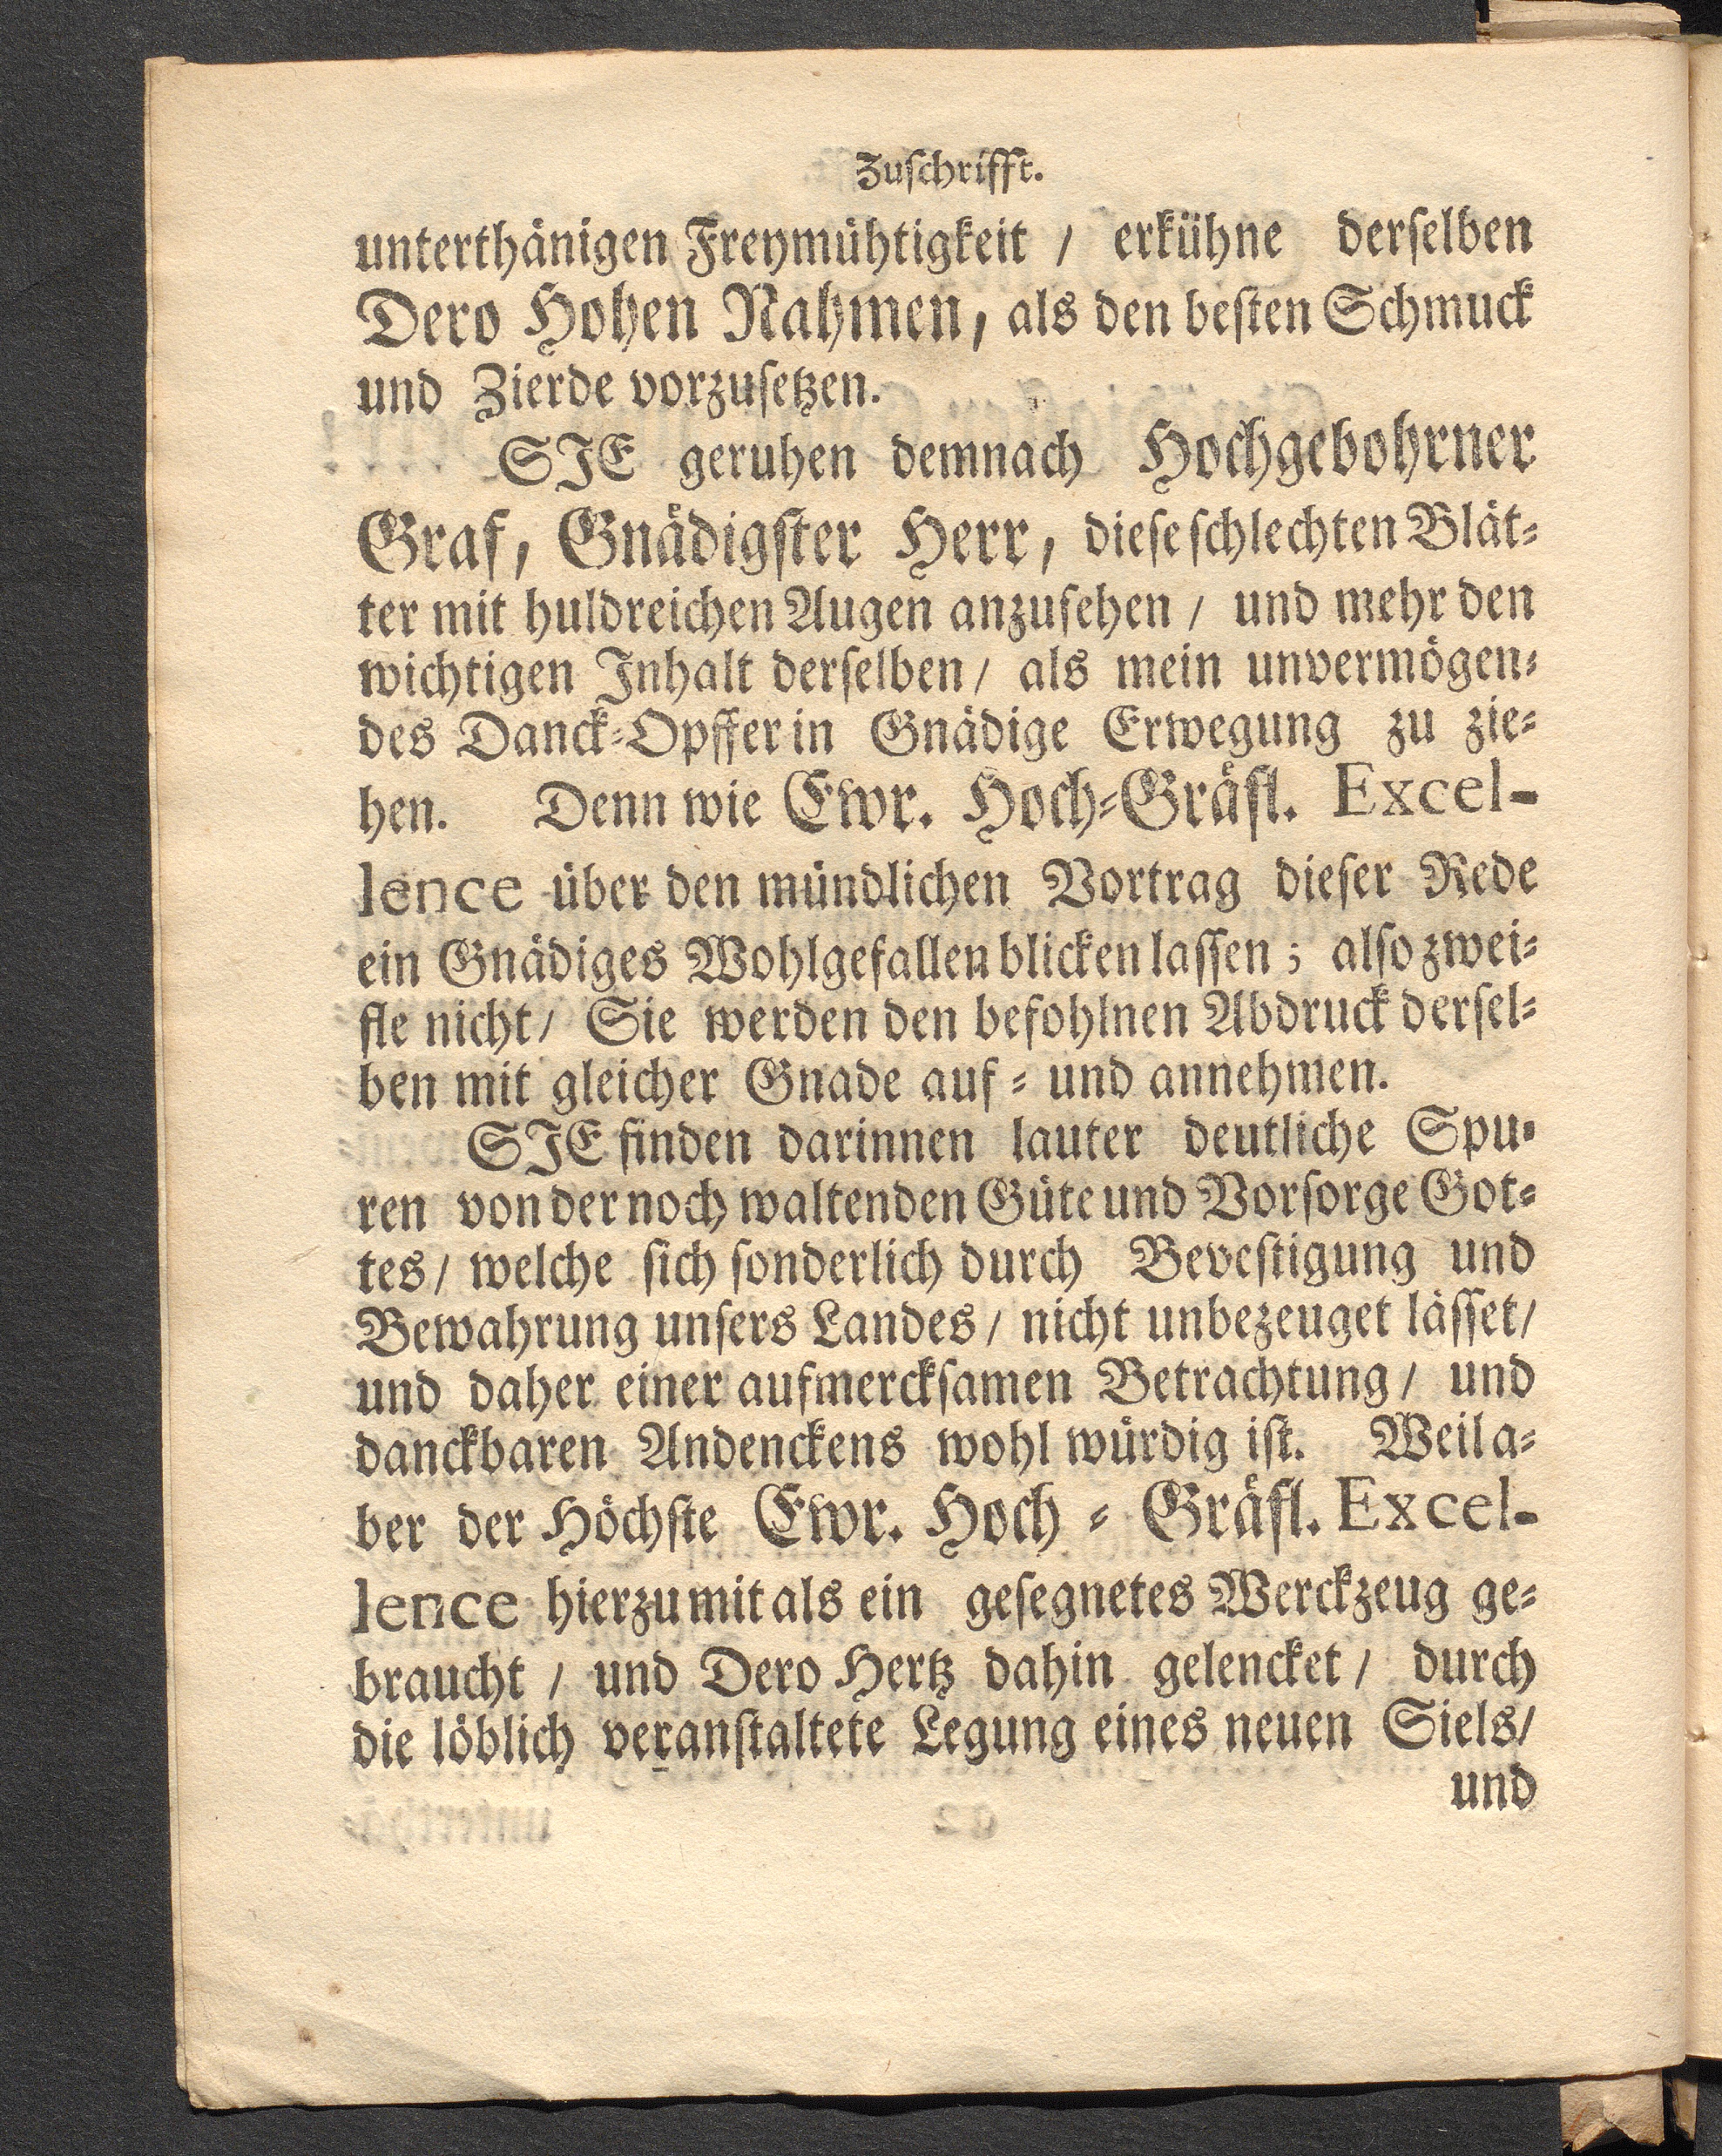 Zuſchrifft.
unterthänigen Freymühtigkeit / erkühne derſelben
Dero Hohen Nahmen, als den beſten Schmuck
und Zierde vorzuſetzen.
SJE geruhen demnach Hochgebohrner
Graf, Gnädigſter Herr, dieſe ſchlechten Blät⸗
ter mit huldreichen Augen anzuſehen / und mehr den
wichtigen Jnhalt derſelben / als mein unvermögen⸗
des Danck⸗Opffer in Gnädige Erwegung zu zie⸗
hen. Denn wie Ewr. Hoch⸗Gräfl. Excel-
lence über den mündlichen Vortrag dieſer Rede
ein Gnädiges Wohlgefallen blicken laſſen; alſo zwei⸗
fle nicht / Sie werden den befohlnen Abdruck derſel⸗
ben mit gleicher Gnade auf⸗ und annehmen.
SJE finden darinnen lauter deutliche Spu⸗
ren von der noch waltenden Güte und Vorſorge Got⸗
tes / welche ſich ſonderlich durch Beveſtigung und
Bewahrung unſers Landes / nicht unbezeuget läſſet /
und daher einer aufmerckſamen Betrachtung / und
danckbaren Andenckens wohl würdig iſt. Weil a⸗
ber der Höchſte Ewr. Hoch ⸗ Gräfl. Excel-
lence hierzu mit als ein geſegnetes Werckzeug ge⸗
braucht / und Dero Hertz dahin gelencket / durch
die löblich veranſtaltete Legung eines neuen Siels /
und